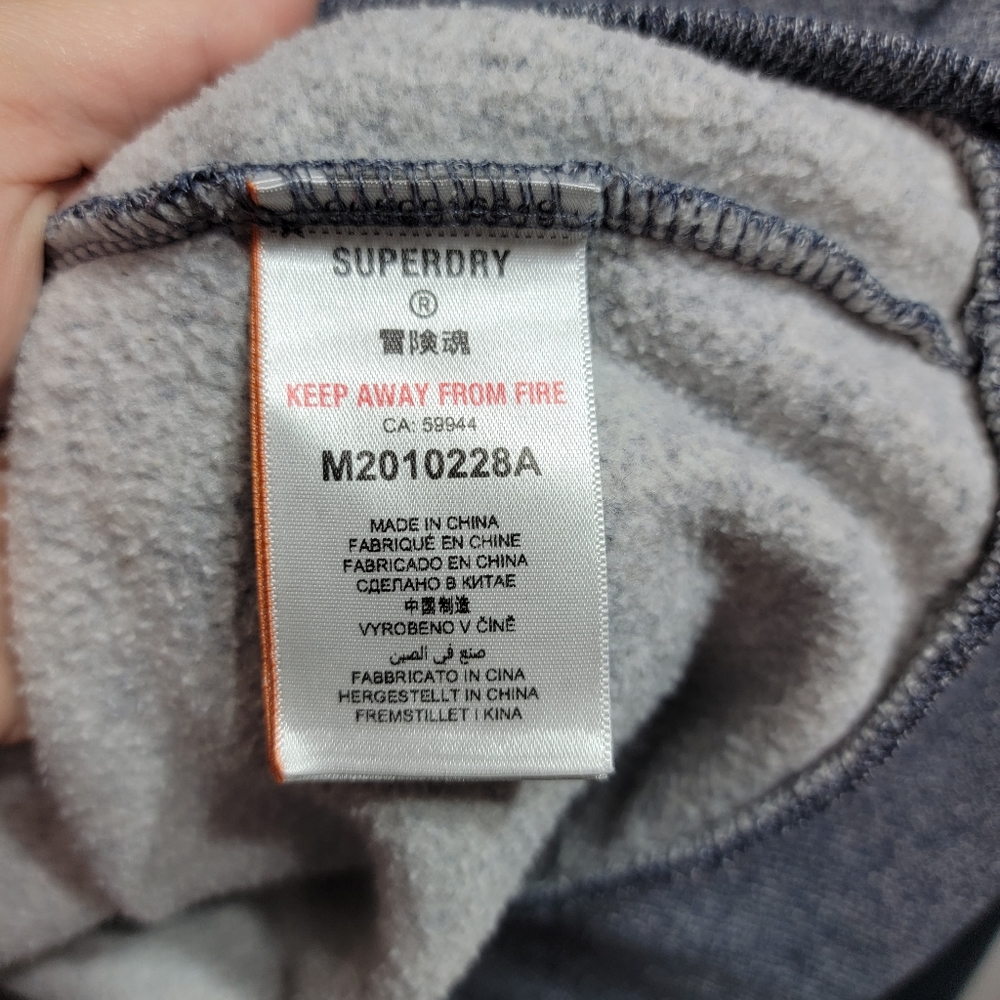 SUPERDRY
®
冒険魂
KEEP AWAY FROM FIRE
CA: 59944
M2010228A
MADE IN CHINA
FABRIQUÉ EN CHINE
FABRICADO EN CHINA
СДЕЛАНО В КИТАЕ
中国制造
VYROBENO V ČÍNĚ
صنع في الصين
FABBRICATO IN CINA
HERGESTELLT IN CHINA
FREMSTILLET I KINA